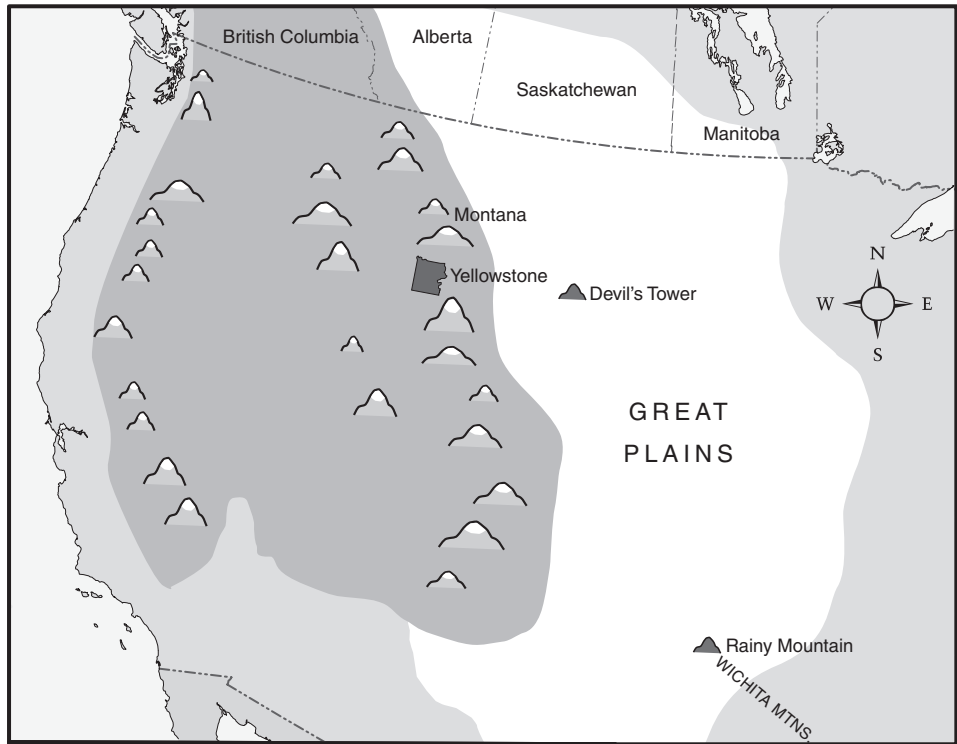 British Columbia
Alberta
Saskatchewan
Manitoba
Montana
Yellowstone
Devil's Tower
N
W
E
S
GREAT
PLAINS
Rainy Mountain
WICHITA MTNS.